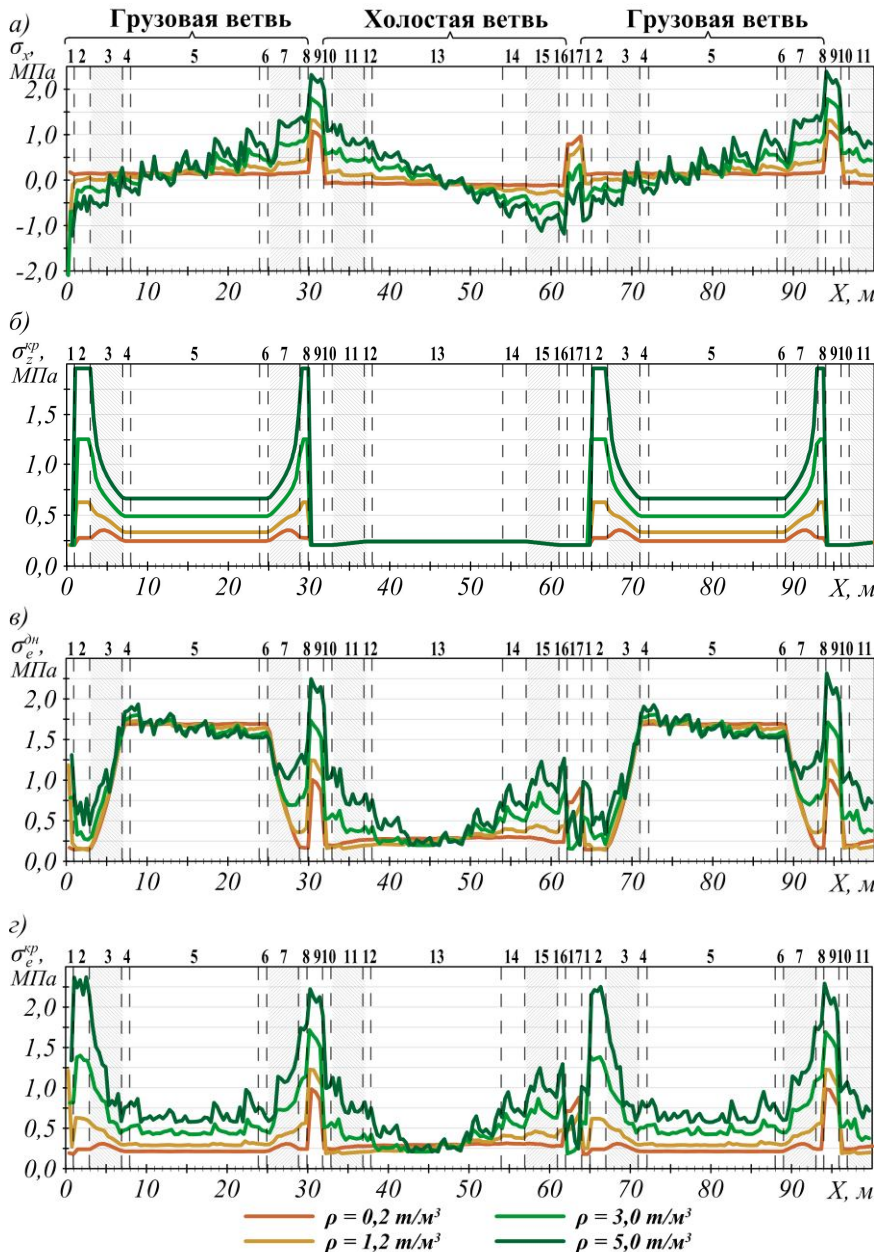 а) Грузовая ветвь Холостая ветвь Грузовая ветвь
σₓ, 1 2 3 4 5 6 7 8 9 10 11 12 13 14 15 16 17 1 2 3 4 5 6 7 8 9 10 11
МПа
2,0
1,0
0,0
-1,0
-2,0
0 10 20 30 40 50 60 70 80 90 X, м
б)
σ_z^кр, 1 2 3 4 5 6 7 8 9 10 11 12 13 14 15 16 17 1 2 3 4 5 6 7 8 9 10 11
МПа
1,5
1,0
0,5
0,0
0 10 20 30 40 50 60 70 80 90 X, м
в)
σ_e^дн, 1 2 3 4 5 6 7 8 9 10 11 12 13 14 15 16 17 1 2 3 4 5 6 7 8 9 10 11
МПа
2,0
1,5
1,0
0,5
0,0
0 10 20 30 40 50 60 70 80 90 X, м
г)
σ_e^кр, 1 2 3 4 5 6 7 8 9 10 11 12 13 14 15 16 17 1 2 3 4 5 6 7 8 9 10 11
МПа
2,0
1,5
1,0
0,5
0,0
0 10 20 30 40 50 60 70 80 90 X, м
ρ = 0,2 т/м³ ρ = 3,0 т/м³
ρ = 1,2 т/м³ ρ = 5,0 т/м³